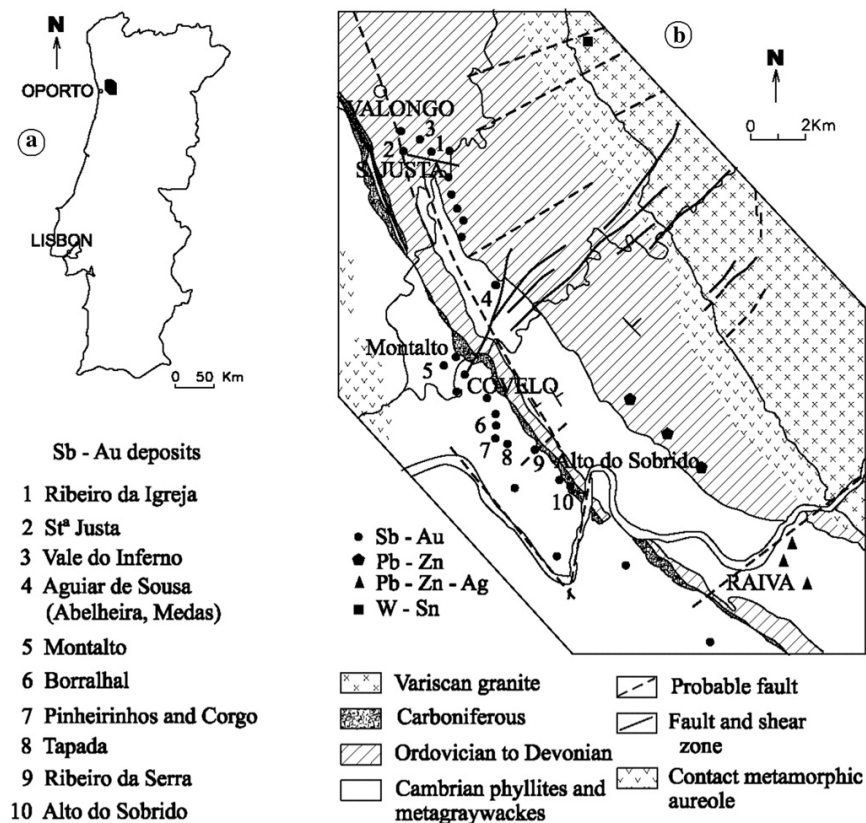 N
OPORTO
a
LISBON
0 50 Km
Sb - Au deposits
1 Ribeiro da Igreja
2 Stª Justa
3 Vale do Inferno
4 Aguiar de Sousa
(Abelheira, Medas)
5 Montalto
6 Borralhal
7 Pinheirinhos and Corgo
8 Tapada
9 Ribeiro da Serra
10 Alto do Sobrido
b
N
0 2Km
VALONGO
3
2 1
S. JUSTA
4
Montalto
5
COVELO
6
7
8
9
Alto do Sobrido
10
RAIVA
Sb - Au
Pb - Zn
Pb - Zn - Ag
W - Sn
Variscan granite
Carboniferous
Ordovician to Devonian
Cambrian phyllites and
metagraywackes
Probable fault
Fault and shear
zone
Contact metamorphic
aureole